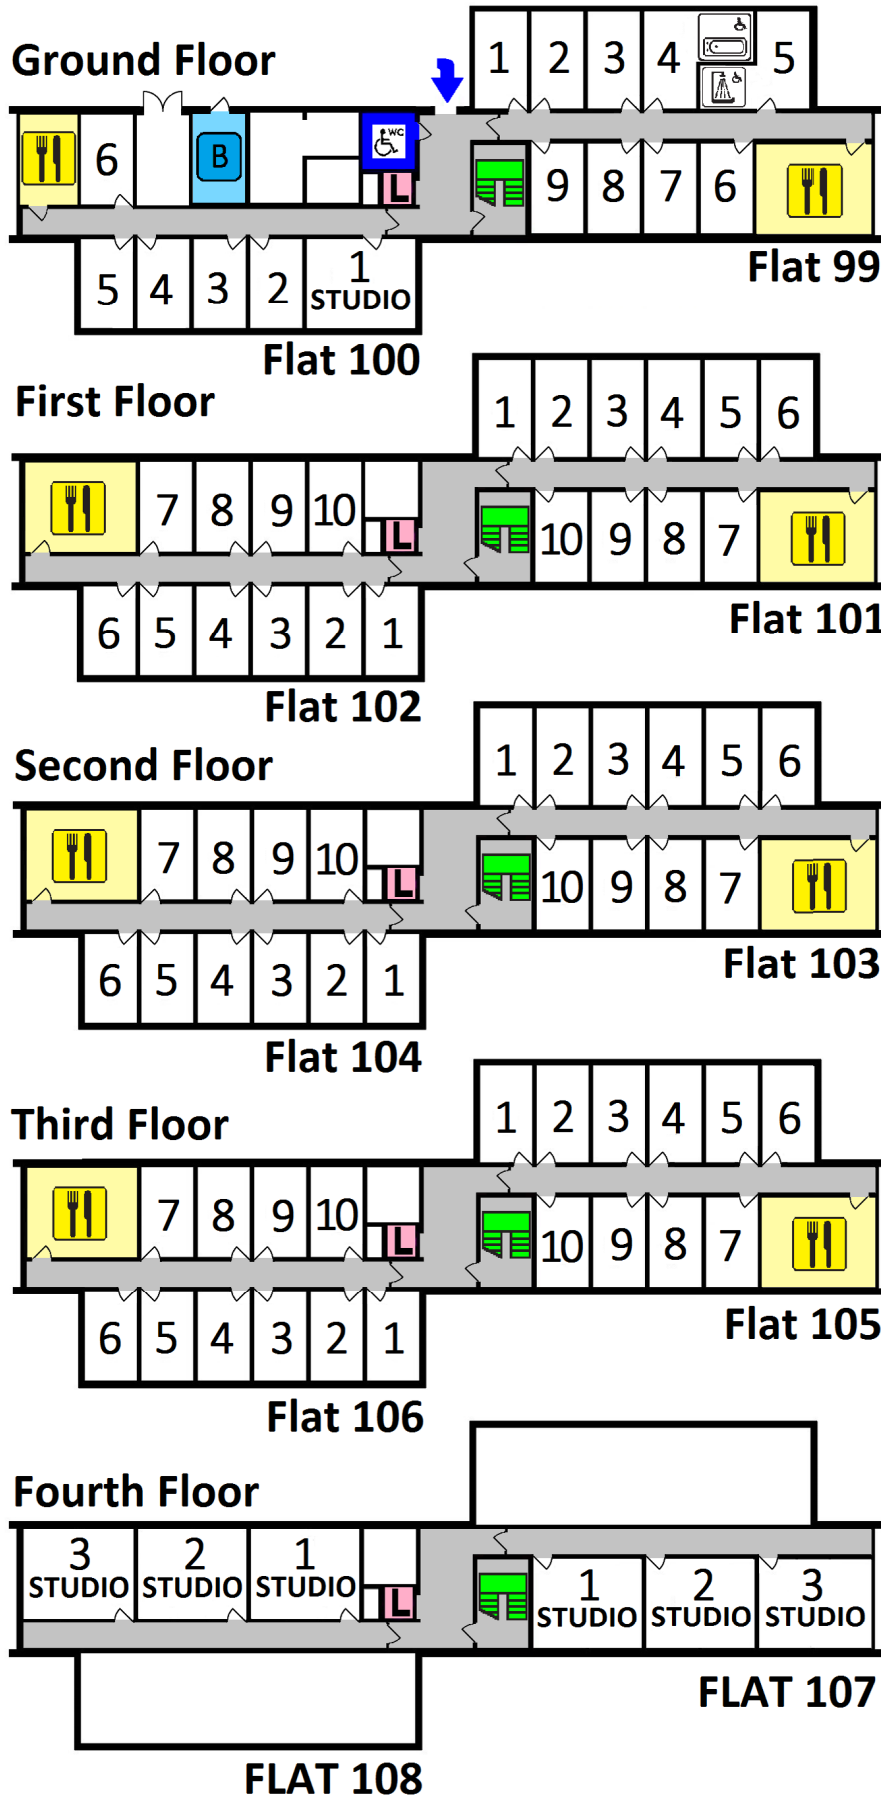 Ground Floor
1 2 3 4 5
6 B WC L
9 8 7 6
Flat 99
5 4 3 2 1 STUDIO
Flat 100
First Floor
1 2 3 4 5 6
7 8 9 10 L
10 9 8 7
Flat 101
6 5 4 3 2 1
Flat 102
Second Floor
1 2 3 4 5 6
7 8 9 10 L
10 9 8 7
Flat 103
6 5 4 3 2 1
Flat 104
Third Floor
1 2 3 4 5 6
7 8 9 10 L
10 9 8 7
Flat 105
6 5 4 3 2 1
Flat 106
Fourth Floor
3 STUDIO 2 STUDIO 1 STUDIO L
1 STUDIO 2 STUDIO 3 STUDIO
FLAT 107
FLAT 108